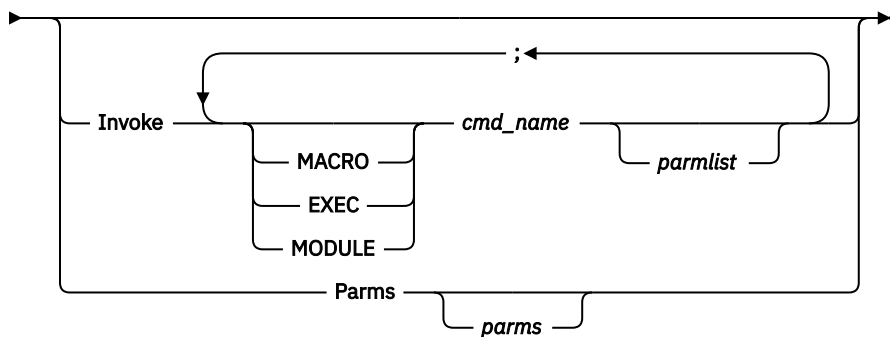 ;
Invoke cmd_name
MACRO parmlist
EXEC
MODULE
Parms
parms